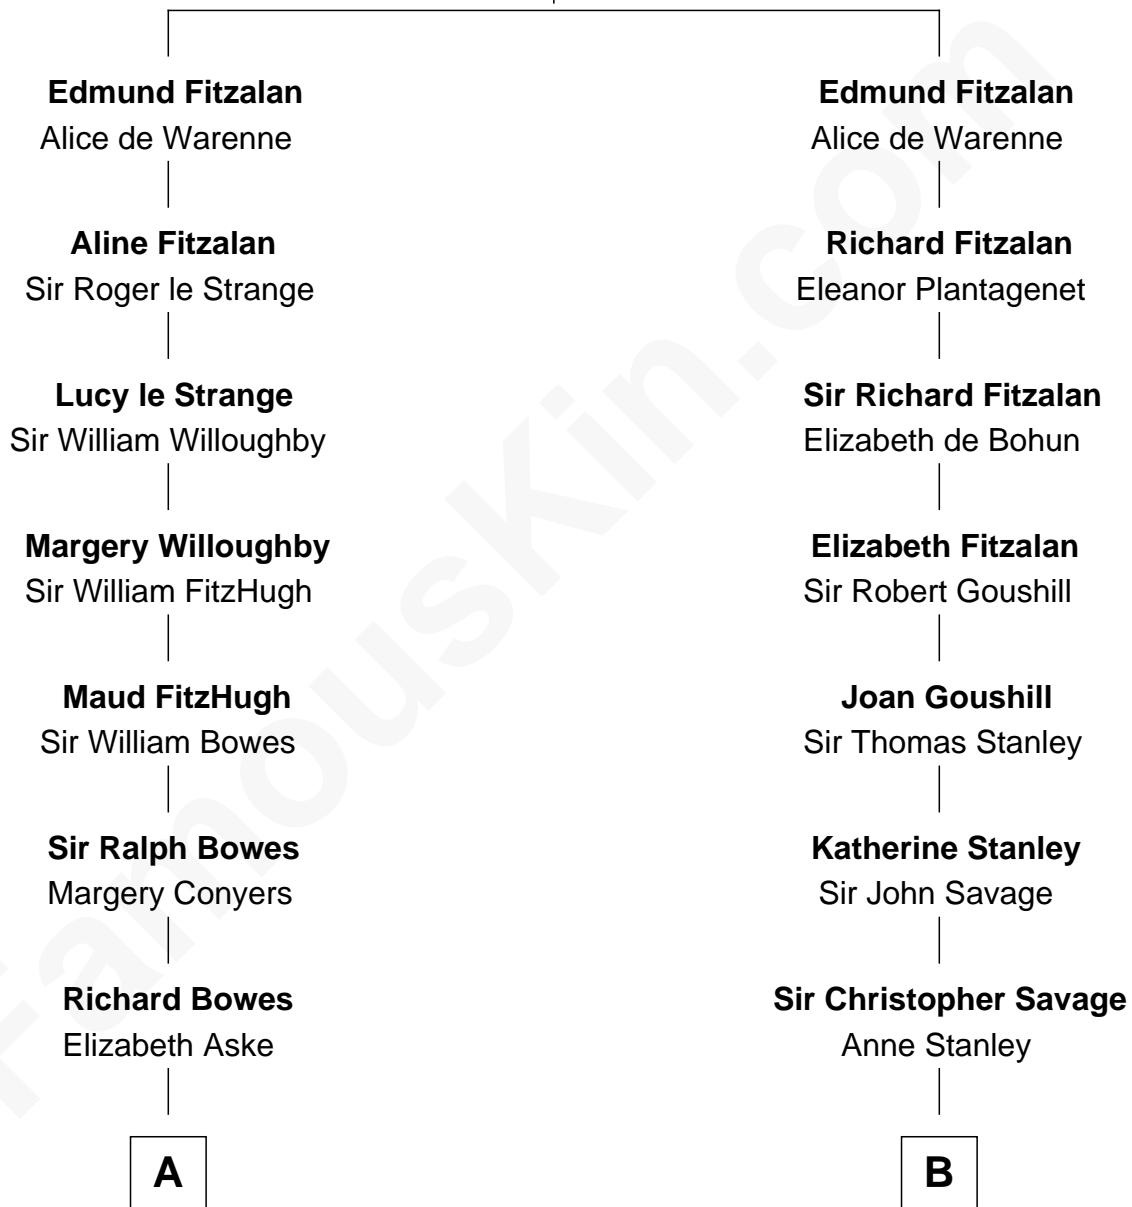 Edmund Fitzalan
Alice de Warenne
Aline Fitzalan
Sir Roger le Strange
Lucy le Strange
Sir William Willoughby
Margery Willoughby
Sir William FitzHugh
Maud FitzHugh
Sir William Bowes
Sir Ralph Bowes
Margery Conyers
Richard Bowes
Elizabeth Aske
A
Edmund Fitzalan
Alice de Warenne
Richard Fitzalan
Eleanor Plantagenet
Sir Richard Fitzalan
Elizabeth de Bohun
Elizabeth Fitzalan
Sir Robert Goushill
Joan Goushill
Sir Thomas Stanley
Katherine Stanley
Sir John Savage
Sir Christopher Savage
Anne Stanley
B
FamousKin.com